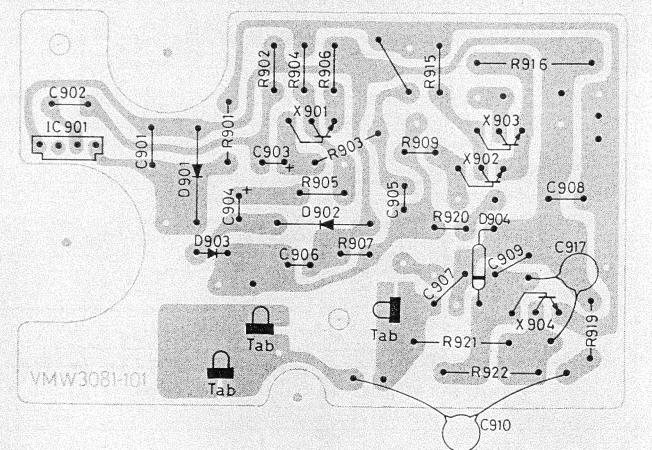 R902
R904
R906
R915
R916
C902
IC901
X901
X903
R901
C901
D901
C903
+
R903
R909
X902
R905
C904
+
C905
C908
D902
R920
D904
D903
C906
R907
C907
C909
C917
X904
R919
Tab
Tab
R921
Tab
R922
VMW3081-101
C910